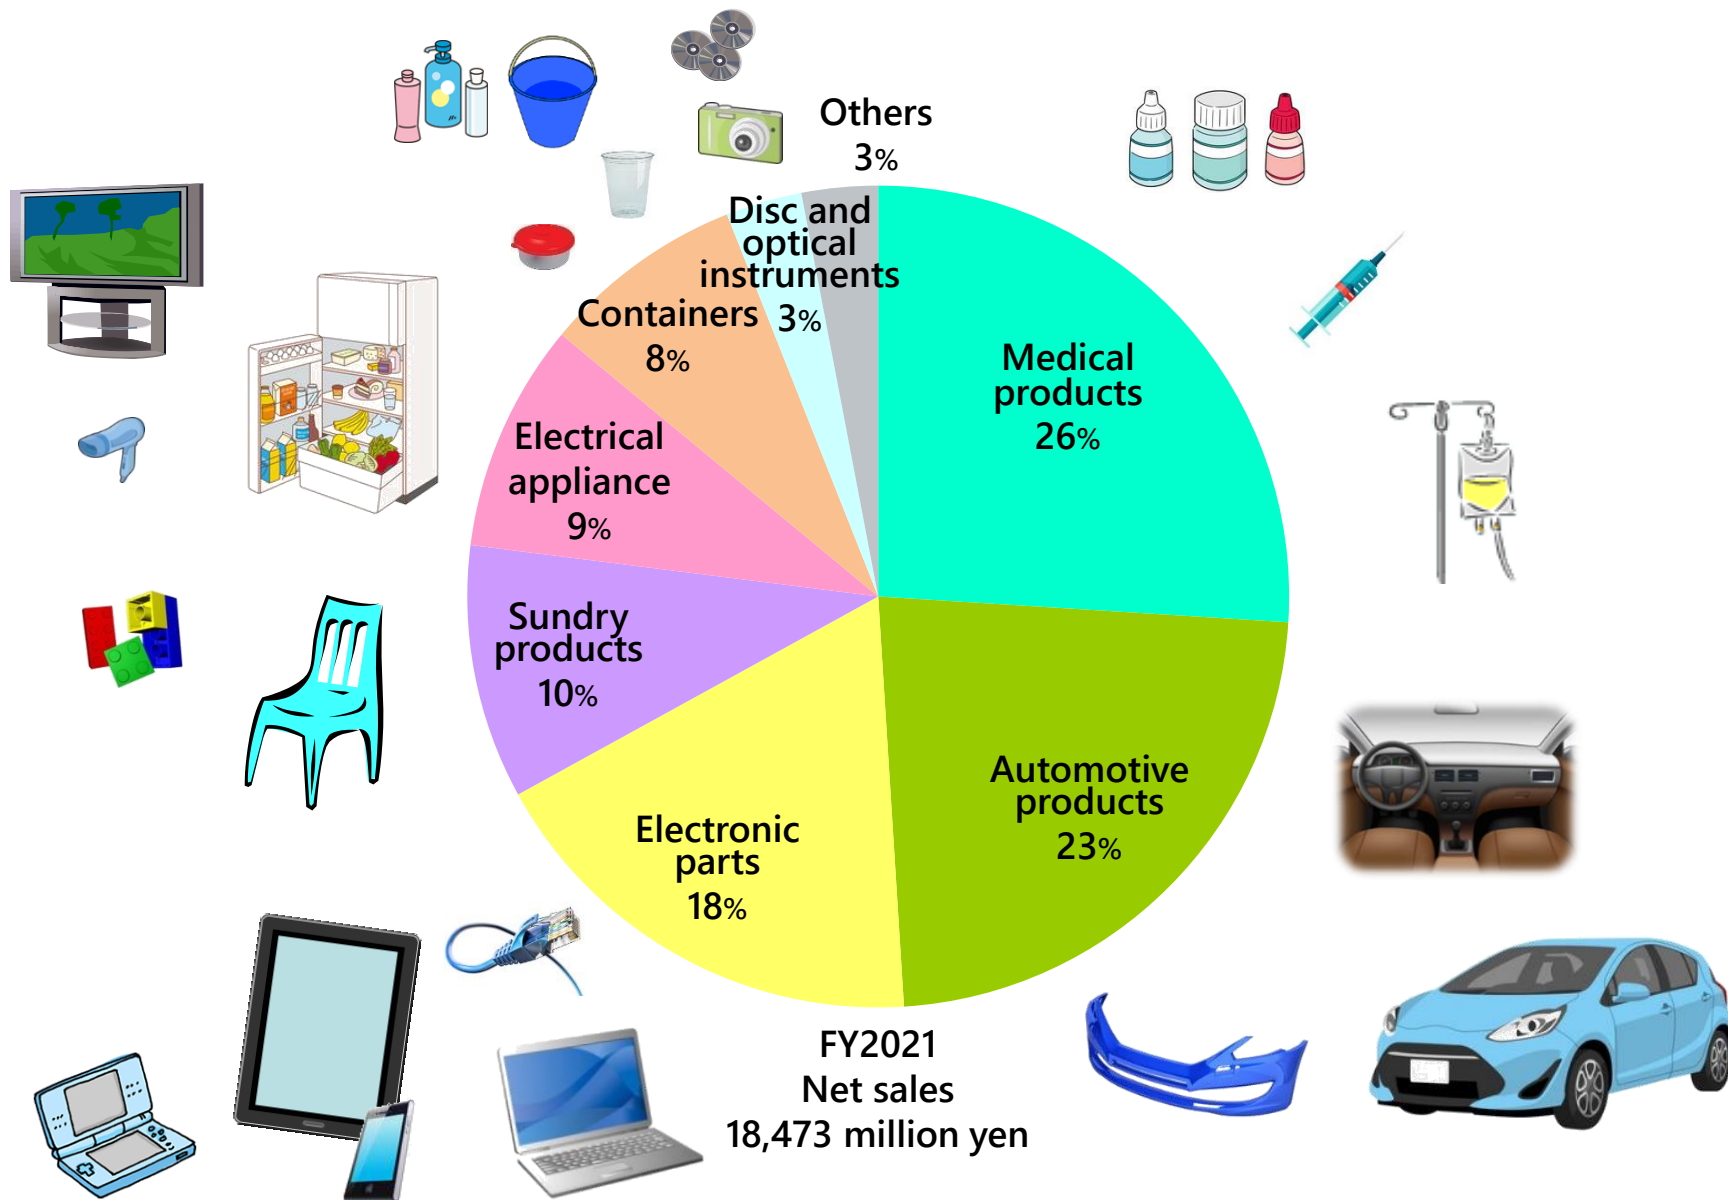 Others
3%
Disc and
optical
instruments
3%
Containers
8%
Medical
products
26%
Electrical
appliance
9%
Sundry
products
10%
Automotive
products
23%
Electronic
parts
18%
FY2021
Net sales
18,473 million yen